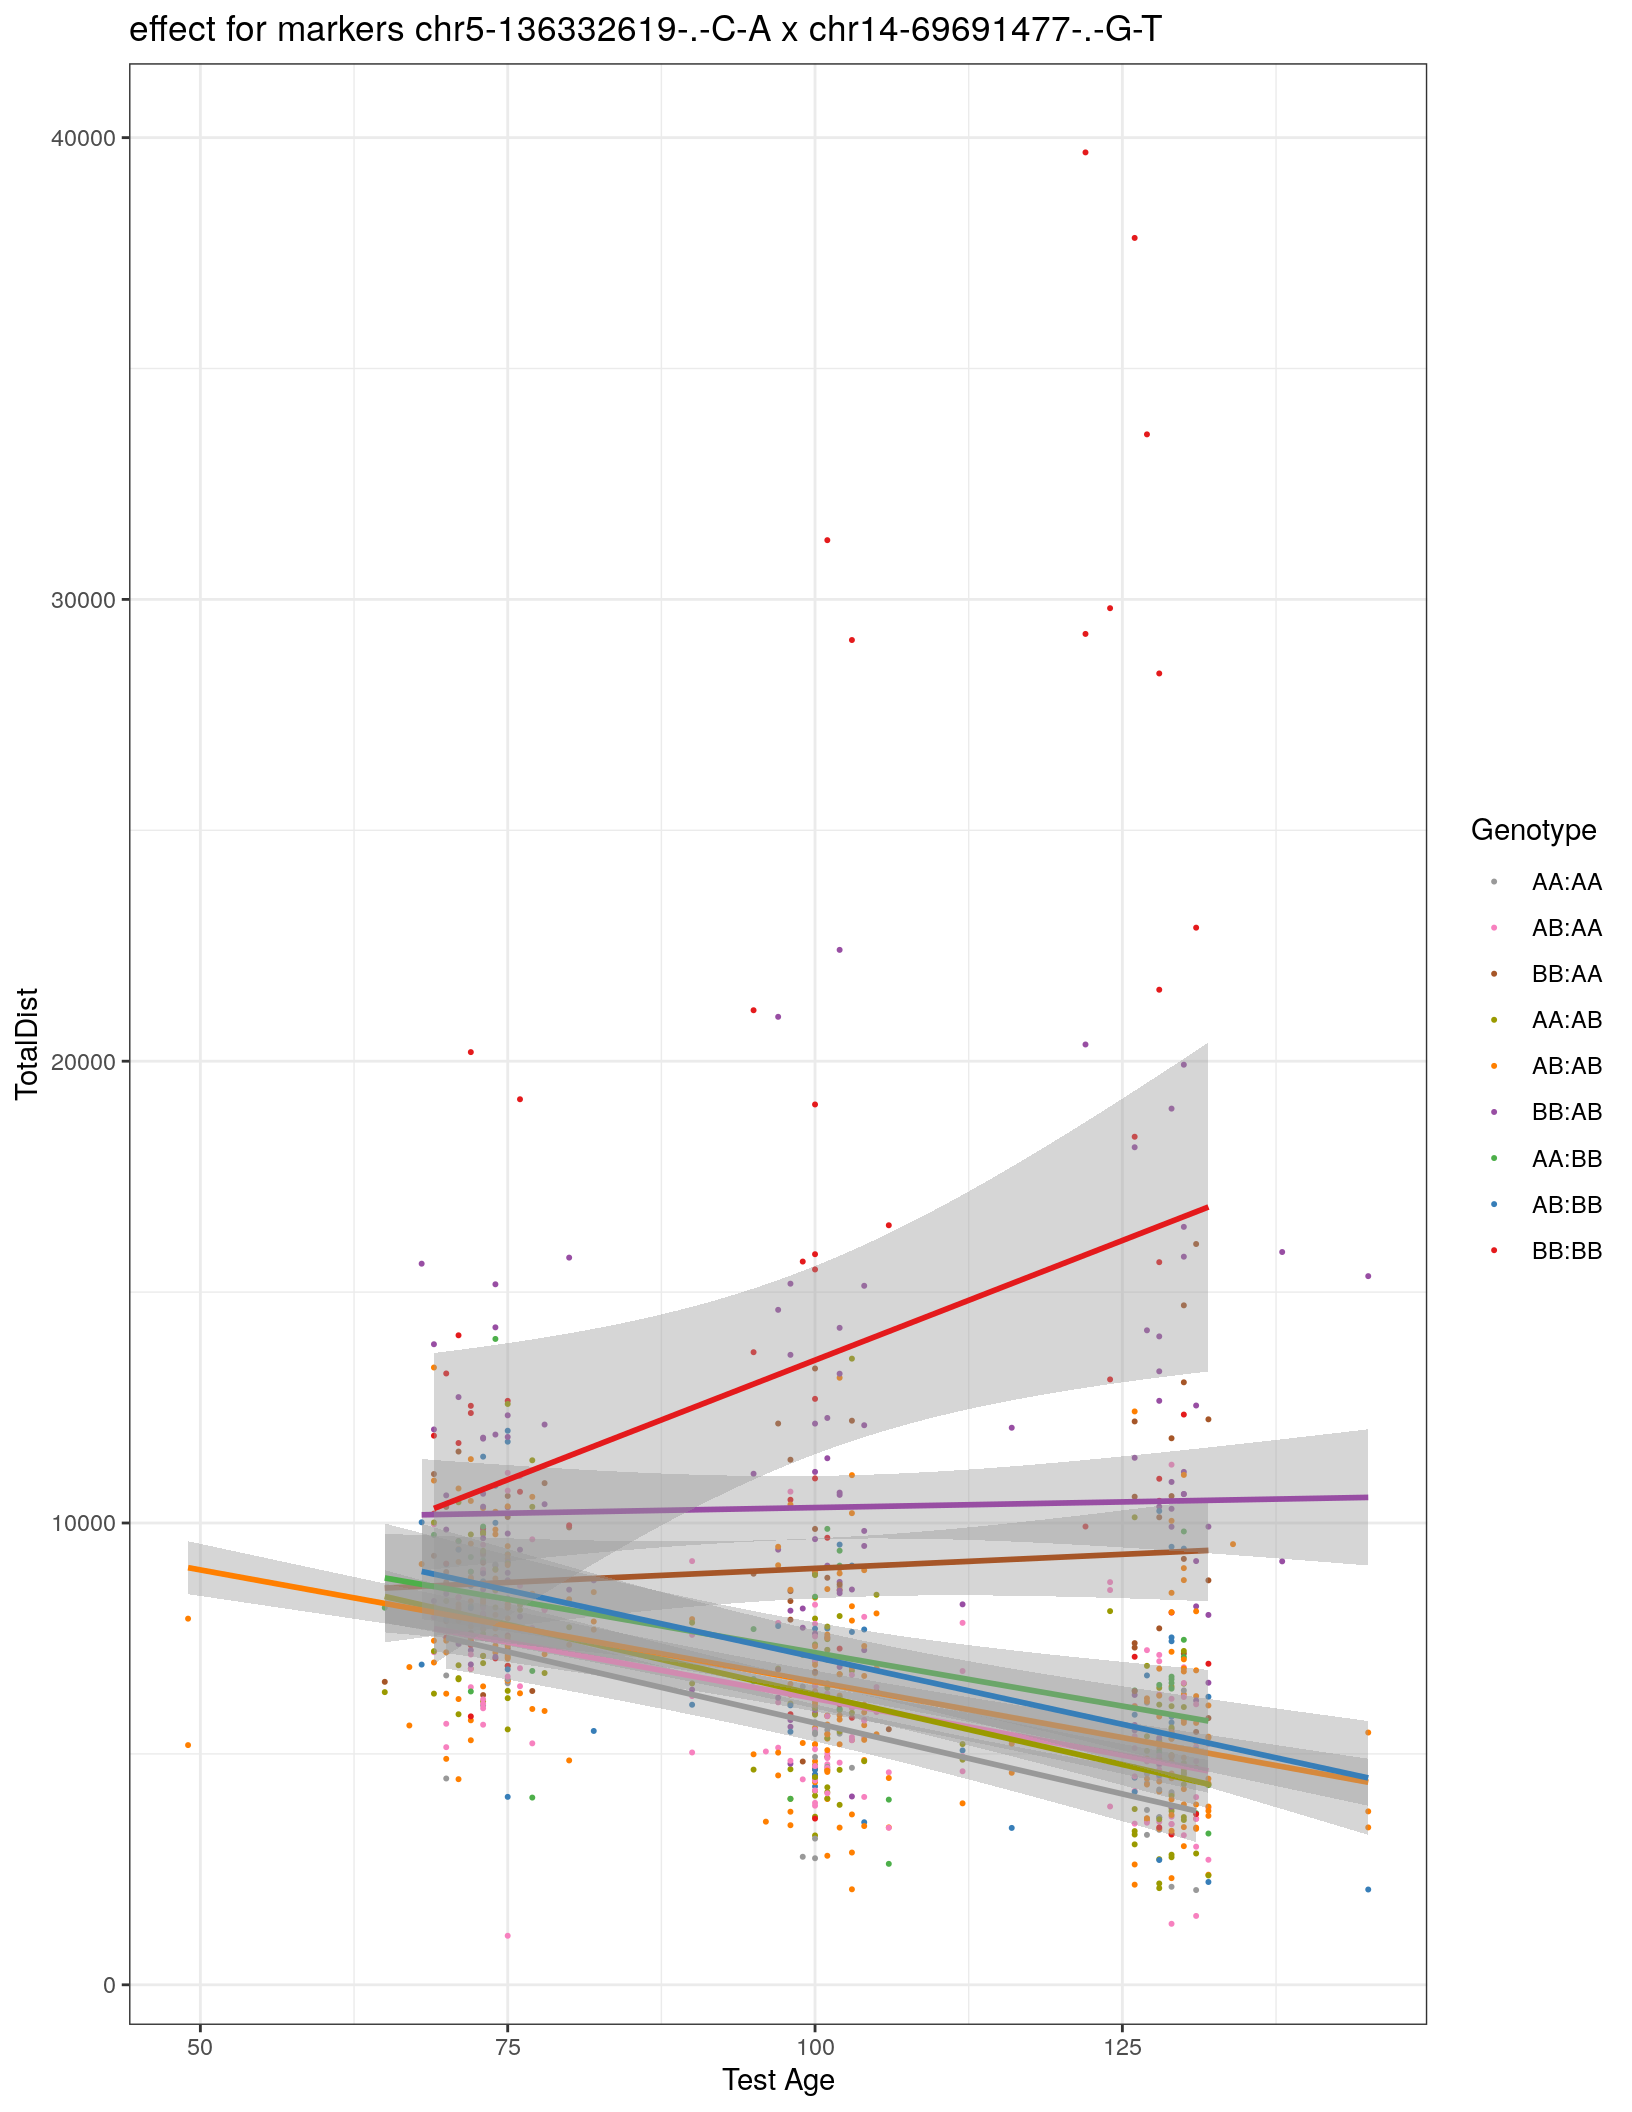 effect for markers chr5-136332619-.-C-A x chr14-69691477-.-G-T
40000
30000
20000
10000
0
TotalDist
50
75
100
125
Test Age
Genotype
AA:AA
AB:AA
BB:AA
AA:AB
AB:AB
BB:AB
AA:BB
AB:BB
BB:BB